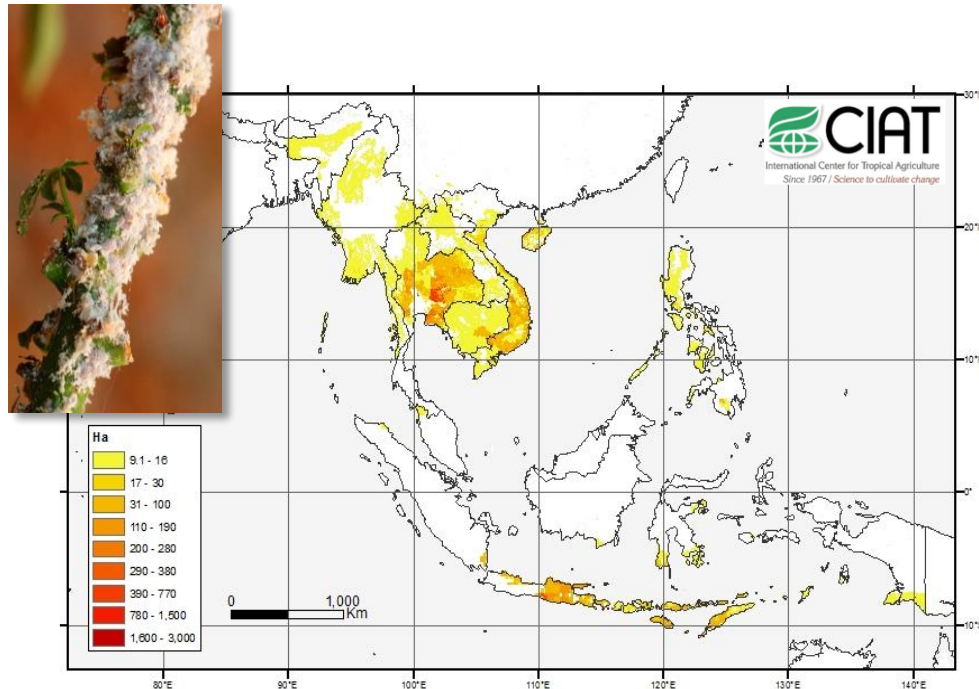 CIAT
International Center for Tropical Agriculture
Since 1967 / Science to cultivate change
30°
20°
10°
0°
10°
Ha
9.1 - 16
17 - 30
31 - 100
110 - 190
200 - 280
290 - 380
390 - 770
780 - 1,500
1,600 - 3,000
0 1,000
Km
80°E 90°E 100°E 110°E 120°E 130°E 140°E